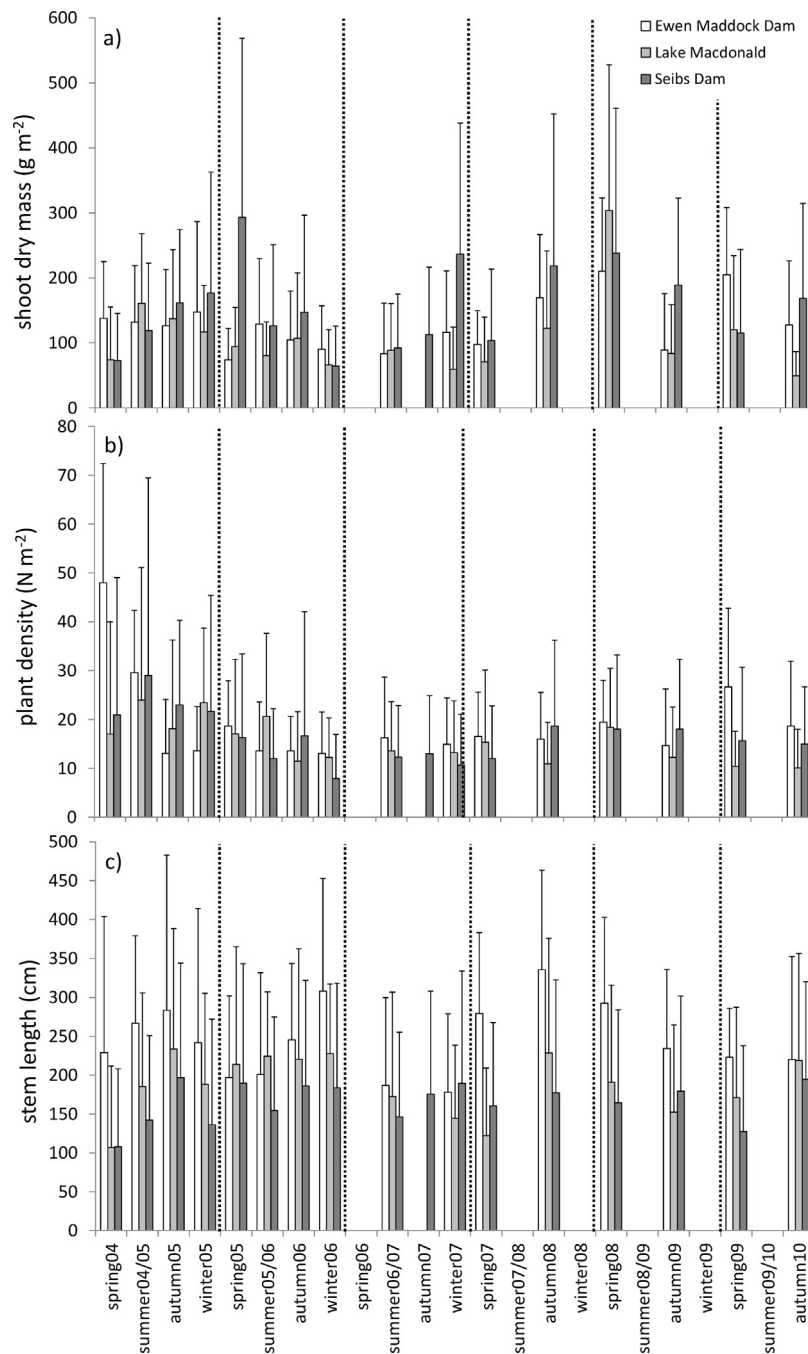 a)
Ewen Maddock Dam
Lake Macdonald
Seibs Dam
shoot dry mass (g m-2)
600
500
400
300
200
100
0
b)
plant density (N m-2)
80
70
60
50
40
30
20
10
0
c)
stem length (cm)
500
450
400
350
300
250
200
150
100
50
0
spring04
summer04/05
autumn05
winter05
spring05
summer05/06
autumn06
winter06
spring06
summer06/07
autumn07
winter07
spring07
summer07/08
autumn08
winter08
spring08
summer08/09
autumn09
winter09
spring09
summer09/10
autumn10